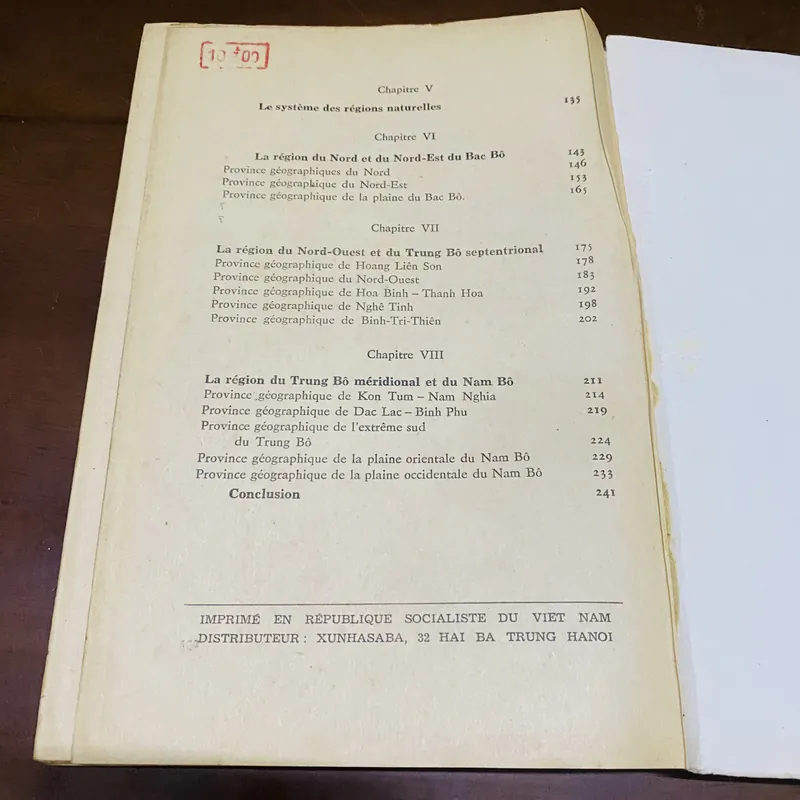 10 + 00
Chapitre V
Le système des régions naturelles 135
Chapitre VI
La région du Nord et du Nord-Est du Bac Bô 143
Province géographiques du Nord 146
Province géographique du Nord-Est 153
Province géographique de la plaine du Bac Bô. 165
Chapitre VII
La région du Nord-Ouest et du Trung Bô septentrional 175
Province géographique de Hoang Liên Son 178
Province géographique du Nord-Ouest 183
Province géographique de Hoa Binh – Thanh Hoa 192
Province géographique de Nghê Tinh 198
Province géographique de Binh-Tri-Thiên 202
Chapitre VIII
La région du Trung Bô méridional et du Nam Bô 211
Province géographique de Kon Tum – Nam Nghia 214
Province géographique de Dac Lac – Binh Phu 219
Province géographique de l'extrême sud
du Trung Bô 224
Province géographique de la plaine orientale du Nam Bô 229
Province géographique de la plaine occidentale du Nam Bô 233
Conclusion 241
IMPRIMÉ EN RÉPUBLIQUE SOCIALISTE DU VIET NAM
DISTRIBUTEUR : XUNHASABA, 32 HAI BA TRUNG HANOI